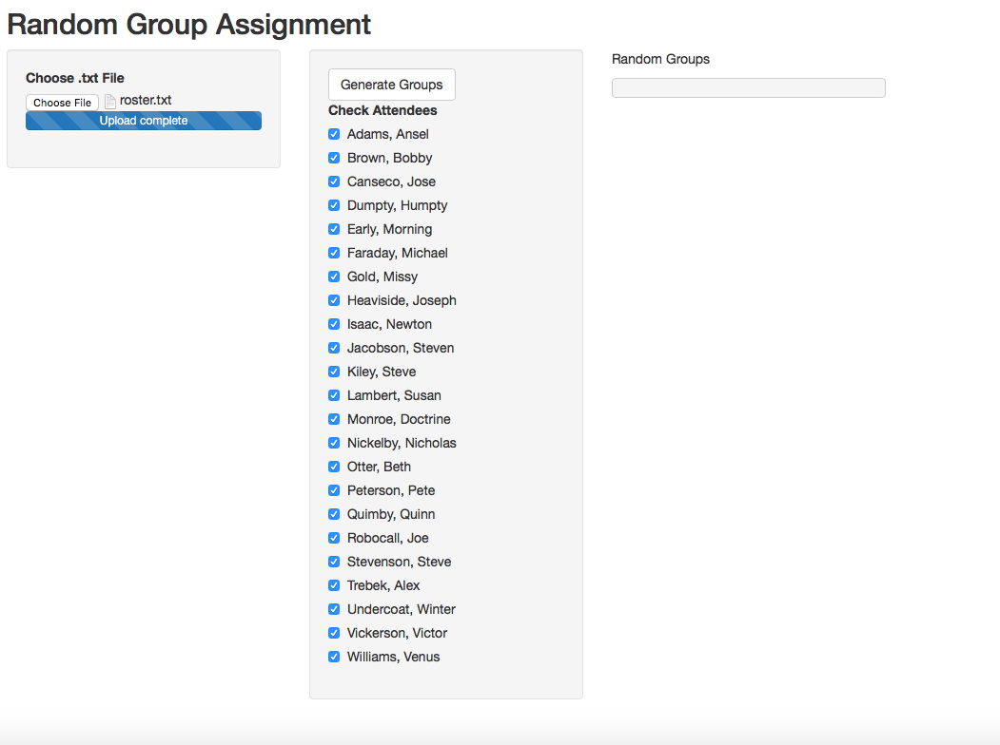 Random Group Assignment
Choose .txt File
Choose File roster.txt
Upload complete
Generate Groups
Check Attendees
Adams, Ansel
Brown, Bobby
Canseco, Jose
Dumpty, Humpty
Early, Morning
Faraday, Michael
Gold, Missy
Heaviside, Joseph
Isaac, Newton
Jacobson, Steven
Kiley, Steve
Lambert, Susan
Monroe, Doctrine
Nickelby, Nicholas
Otter, Beth
Peterson, Pete
Quimby, Quinn
Robocall, Joe
Stevenson, Steve
Trebek, Alex
Undercoat, Winter
Vickerson, Victor
Williams, Venus
Random Groups